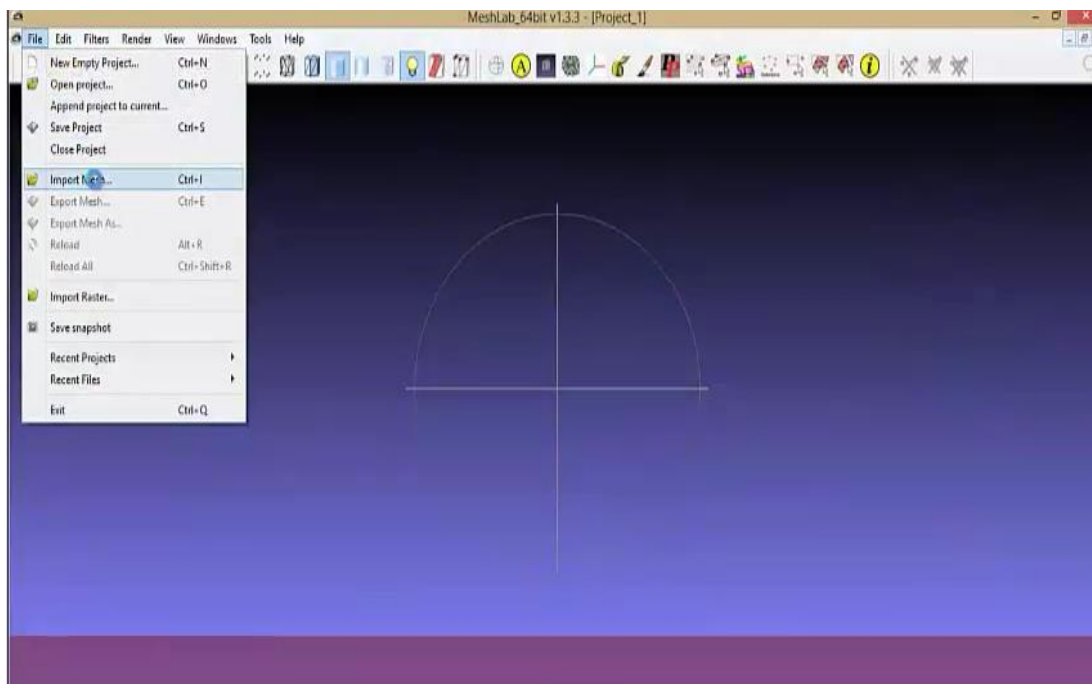 MeshLab_64bit v1.3.3 - [Project_1]
File Edit Filters Render View Windows Tools Help
New Empty Project... Ctrl+N
Open project... Ctrl+O
Append project to current...
Save Project Ctrl+S
Close Project
Import Mesh... Ctrl+I
Export Mesh... Ctrl+E
Export Mesh As...
Reload Alt+R
Reload All Ctrl+Shift+R
Import Raster...
Save snapshot
Recent Projects
Recent Files
Exit Ctrl+Q
A
i